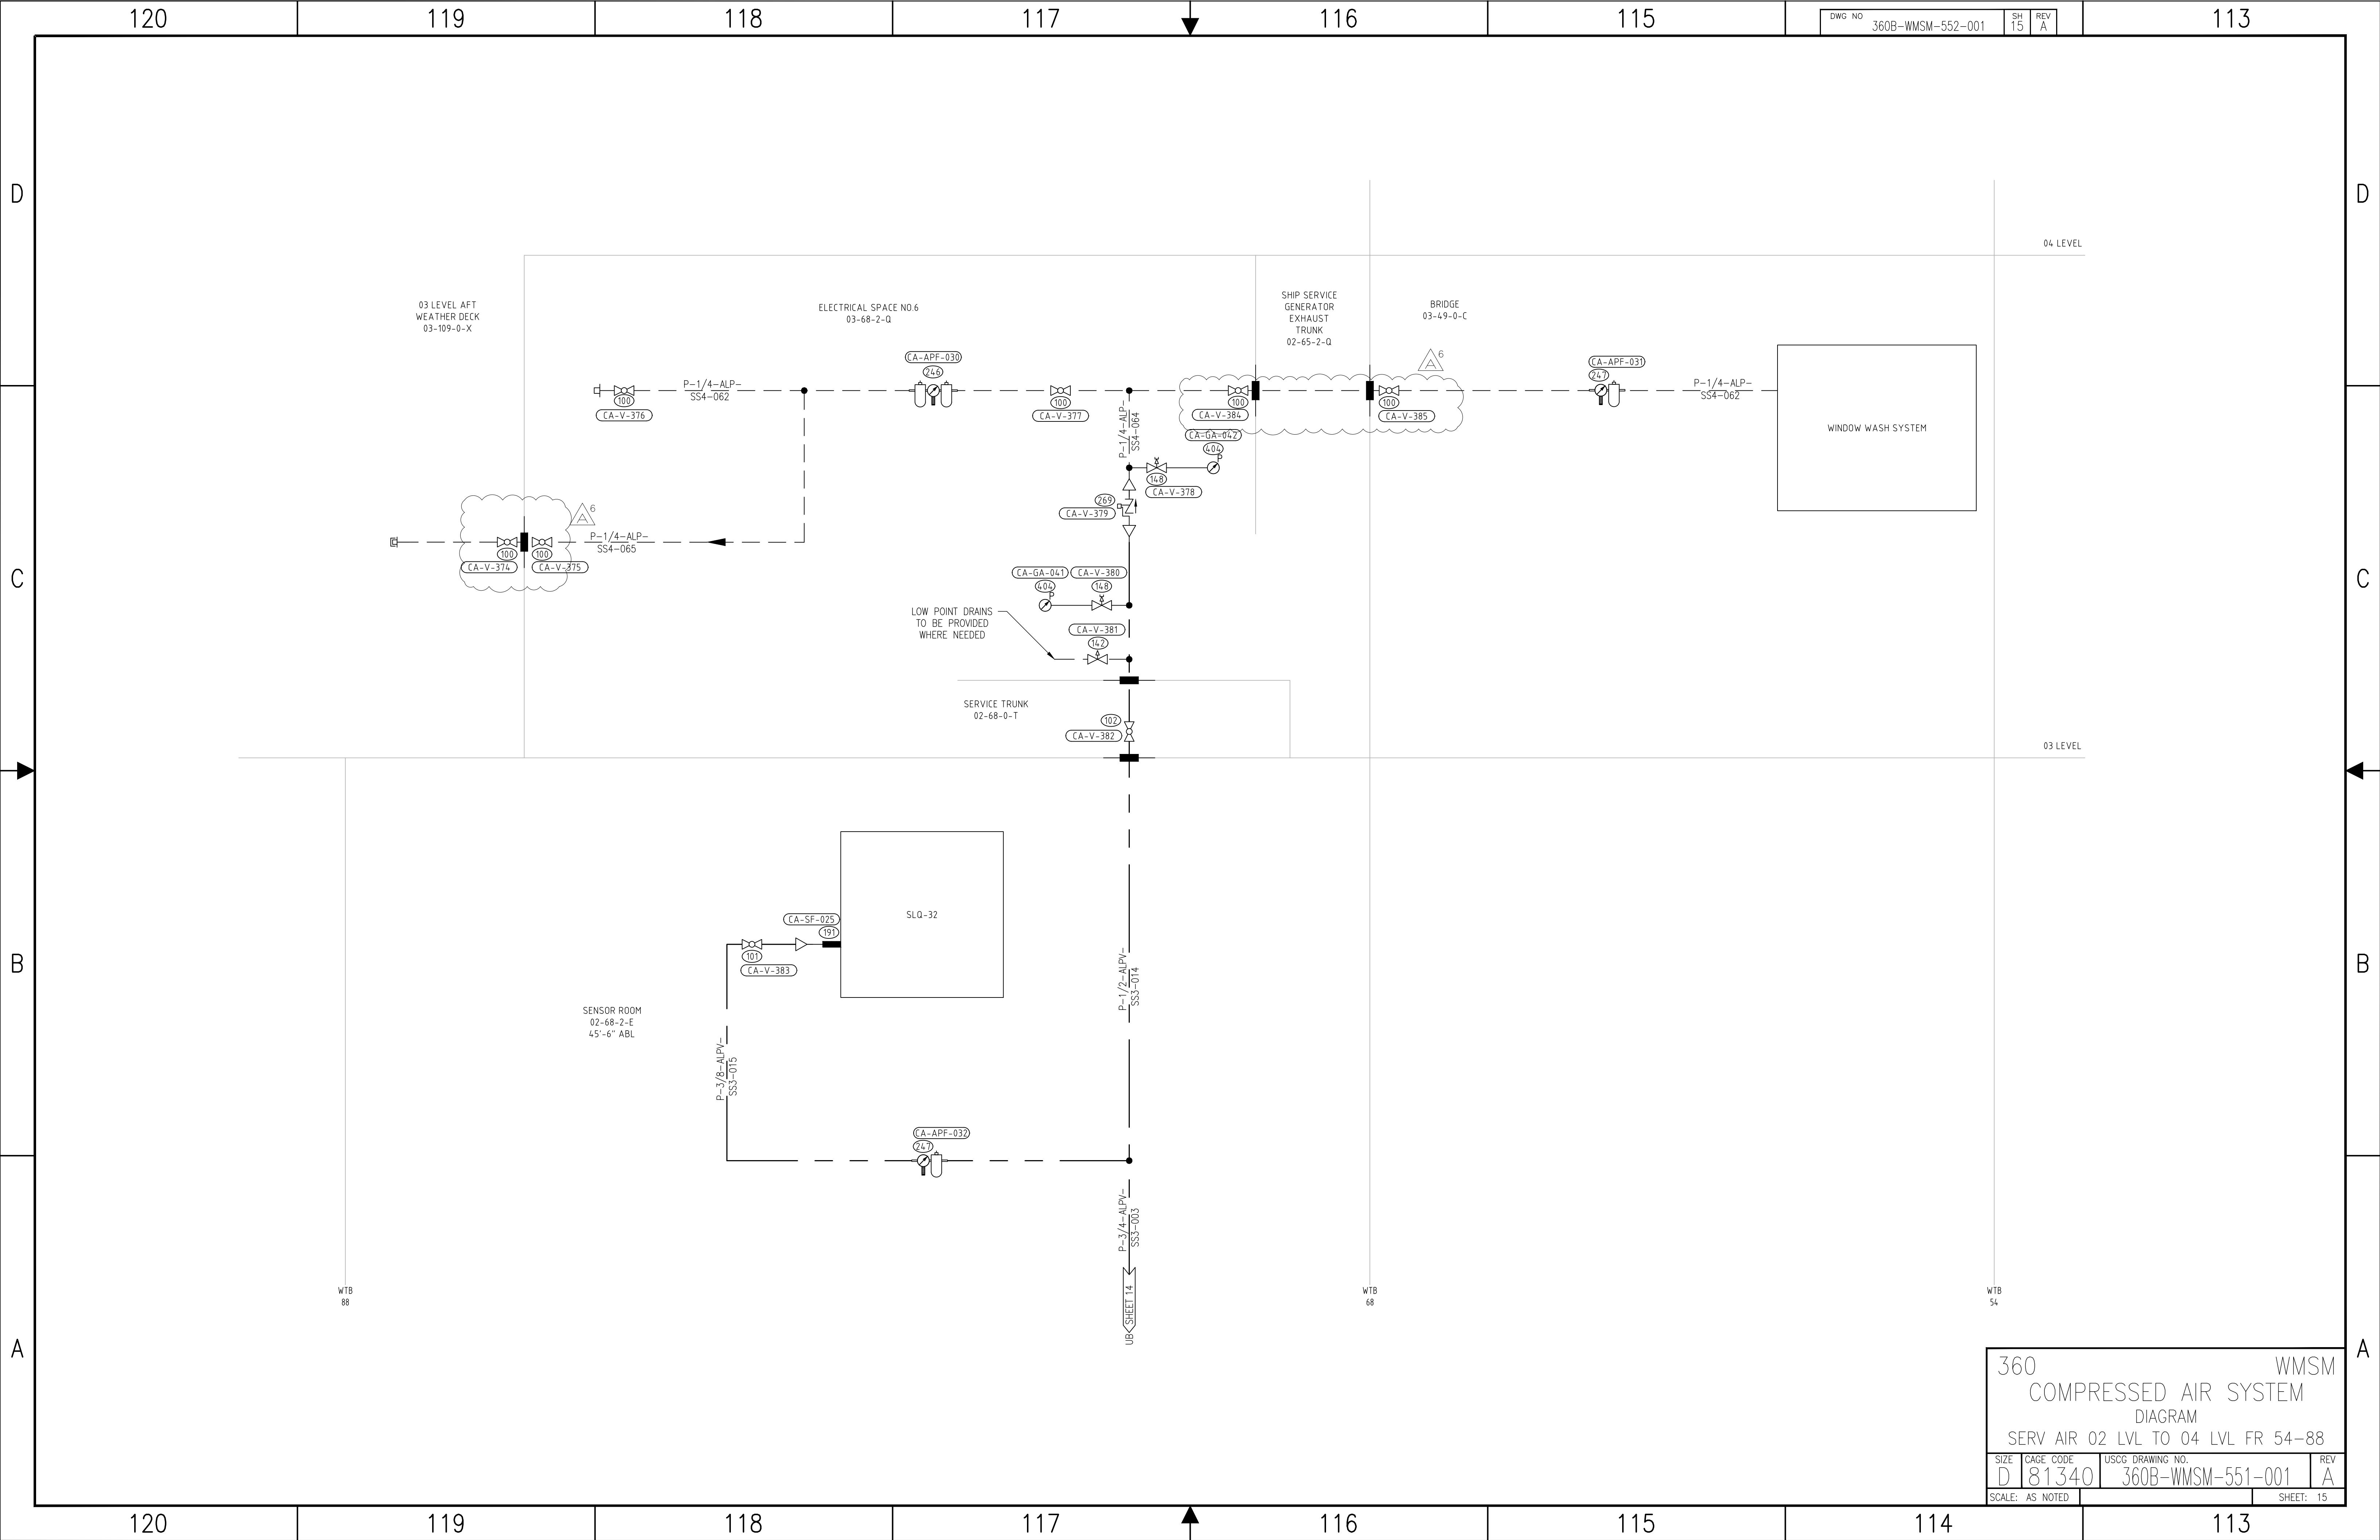 120
119
118
117
116
115
DWG NO
360B-WMSM-552-001
SH
15
REV
A
113
D
D
04 LEVEL
03 LEVEL AFT
WEATHER DECK
03-109-0-X
ELECTRICAL SPACE NO.6
03-68-2-Q
SHIP SERVICE
GENERATOR
EXHAUST
TRUNK
02-65-2-Q
BRIDGE
03-49-0-C
CA-APF-030
246
A
6
CA-APF-031
247
P-1/4-ALP-
SS4-062
100
CA-V-376
100
CA-V-377
P-1/4-ALP-
SS4-064
100
CA-V-384
100
CA-V-385
P-1/4-ALP-
SS4-062
WINDOW WASH SYSTEM
CA-GA-042
404
P
148
CA-V-378
269
CA-V-379
A
6
P-1/4-ALP-
SS4-065
100
CA-V-374
100
CA-V-375
C
C
CA-GA-041
404
P
CA-V-380
148
LOW POINT DRAINS
TO BE PROVIDED
WHERE NEEDED
CA-V-381
142
SERVICE TRUNK
02-68-0-T
102
CA-V-382
03 LEVEL
SLQ-32
CA-SF-025
191
101
CA-V-383
B
B
P-1/2-ALPV-
SS3-014
SENSOR ROOM
02-68-2-E
45'-6" ABL
P-3/8-ALPV-
SS3-015
CA-APF-032
247
P-3/4-ALPV-
SS3-003
UB SHEET 14
WTB
88
WTB
68
WTB
54
A
A
360 WMSM
COMPRESSED AIR SYSTEM
DIAGRAM
SERV AIR 02 LVL TO 04 LVL FR 54-88
SIZE
D
CAGE CODE
81340
USCG DRAWING NO.
360B-WMSM-551-001
REV
A
SCALE: AS NOTED
SHEET: 15
120
119
118
117
116
115
114
113